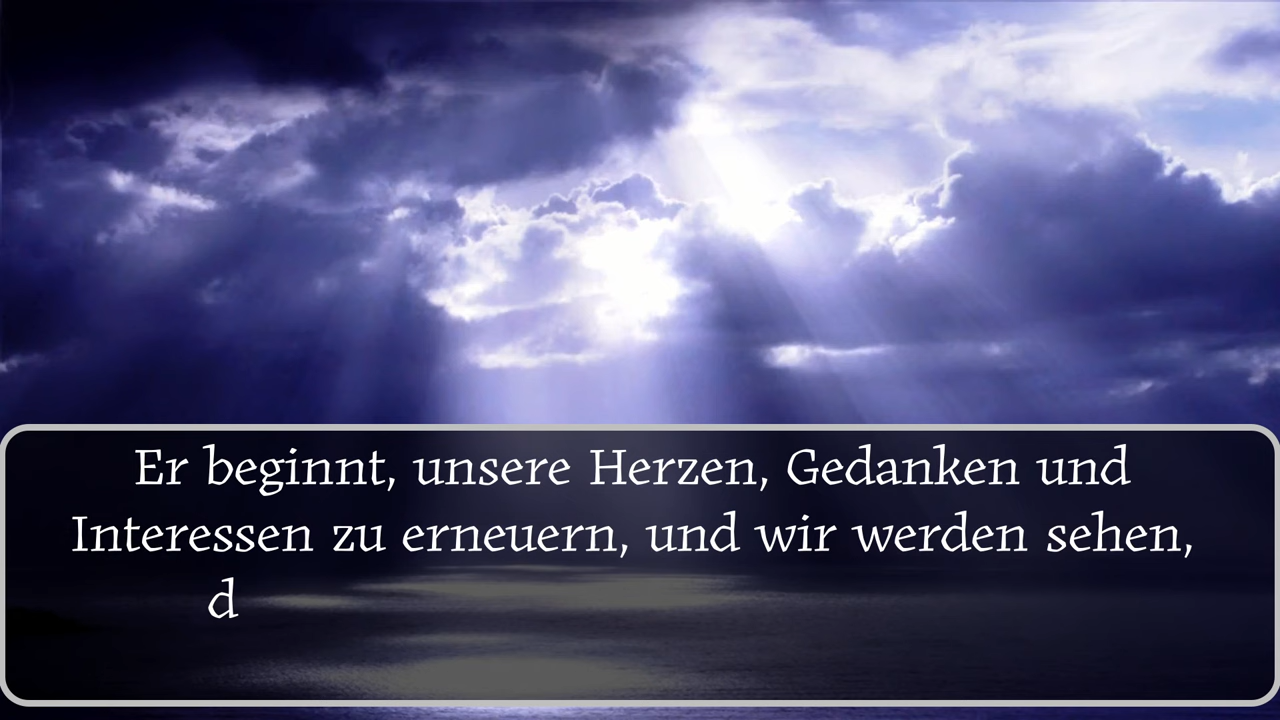 Er beginnt, unsere Herzen, Gedanken und
Interessen zu erneuern, und wir werden sehen,
d